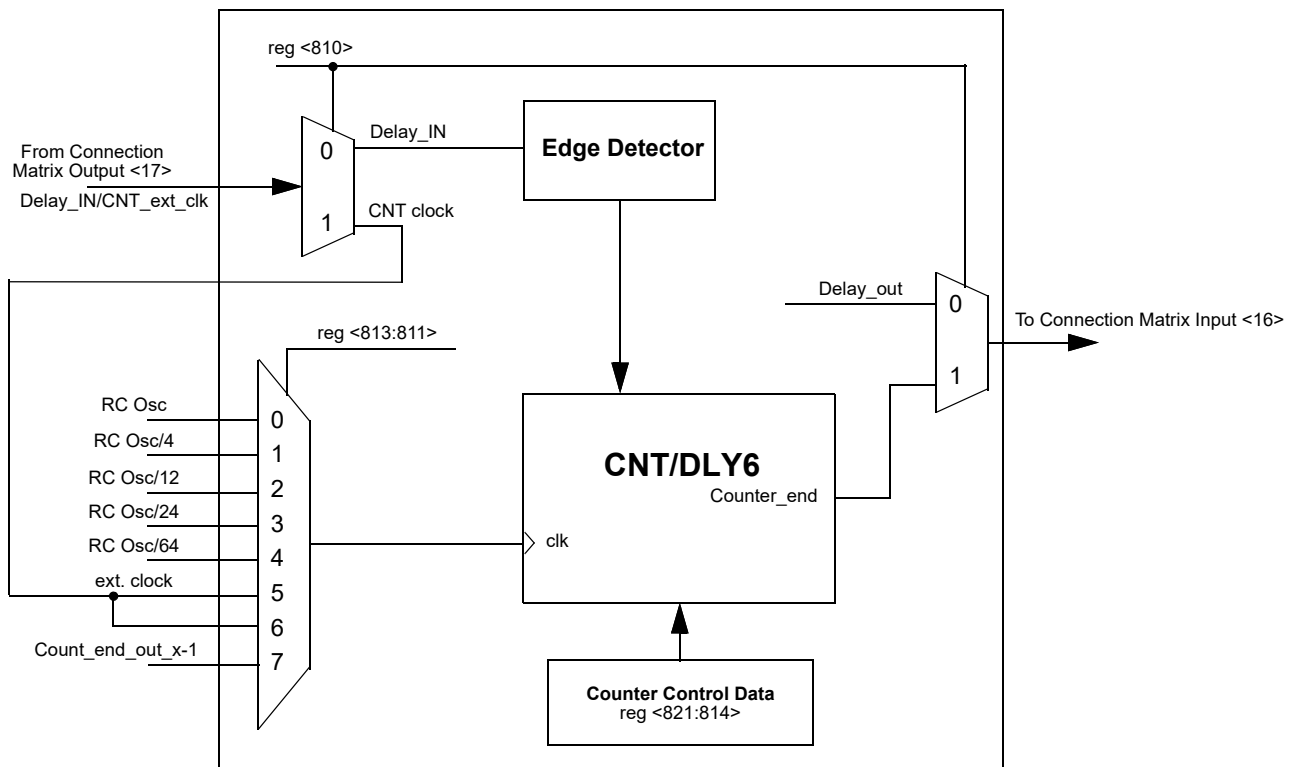 reg <810>
From Connection
Matrix Output <17>
Delay_IN/CNT_ext_clk
0
1
Delay_IN
CNT clock
Edge Detector
Delay_out
0
1
To Connection Matrix Input <16>
reg <813:811>
RC Osc
RC Osc/4
RC Osc/12
RC Osc/24
RC Osc/64
ext. clock
Count_end_out_x-1
0
1
2
3
4
5
6
7
CNT/DLY6
Counter_end
clk
Counter Control Data
reg <821:814>